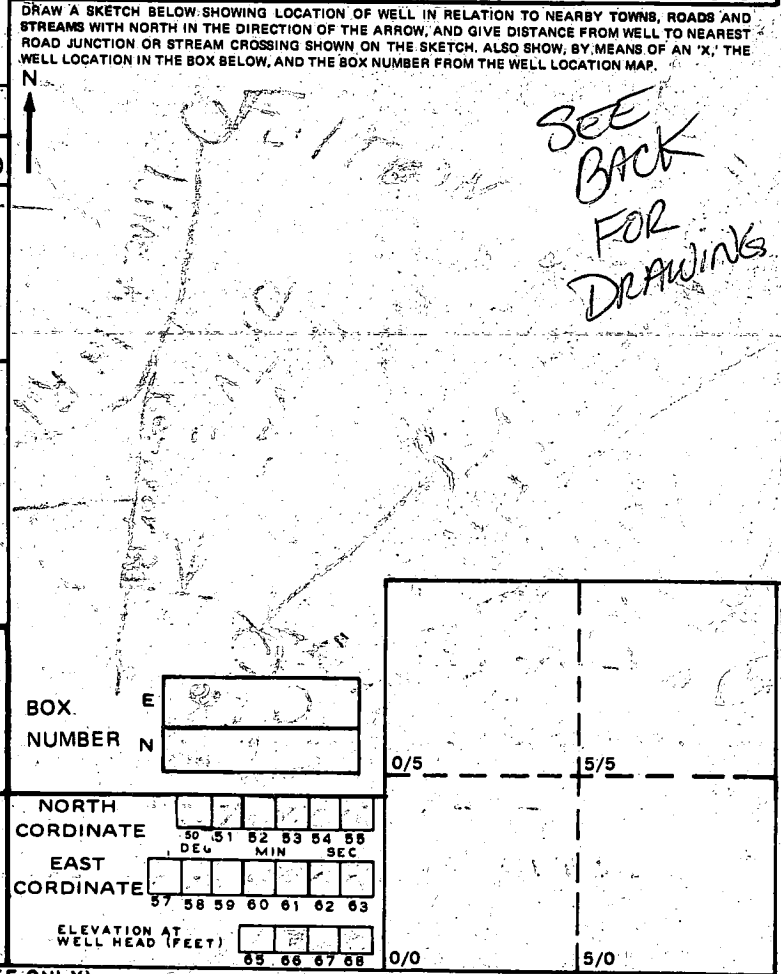 DRAW A SKETCH BELOW SHOWING LOCATION OF WELL IN RELATION TO NEARBY TOWNS, ROADS AND
STREAMS WITH NORTH IN THE DIRECTION OF THE ARROW, AND GIVE DISTANCE FROM WELL TO NEAREST
ROAD JUNCTION OR STREAM CROSSING SHOWN ON THE SKETCH. ALSO SHOW, BY MEANS OF AN 'X,' THE
WELL LOCATION IN THE BOX BELOW, AND THE BOX NUMBER FROM THE WELL LOCATION MAP.
N
SEE
BACK
FOR
DRAWING
Line
BOX
NUMBER
E
N
0/5
5/5
NORTH
CORDINATE
50 51 52 53 54 55
DEG MIN SEC
EAST
CORDINATE
57 58 59 60 61 62 63
ELEVATION AT
WELL HEAD (FEET)
65 66 67 68
0/0
5/0